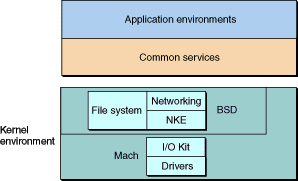 Application environments
Common services
File system
Networking
NKE
BSD
Kernel
environment
Mach
I/O Kit
Drivers